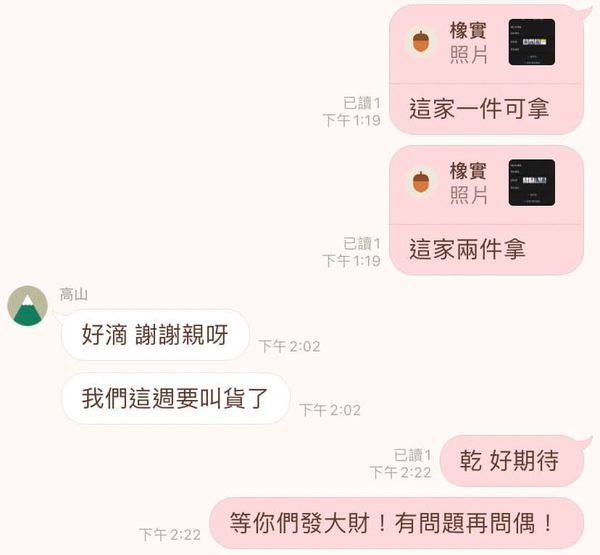 橡實
照片
這家一件可拿
已讀1
下午1:19
橡實
照片
這家兩件拿
已讀1
下午1:19
高山
好滴 謝謝親呀
下午2:02
我們這週要叫貨了
下午2:02
乾 好期待
已讀1
下午2:22
等你們發大財！有問題再問偶！
下午2:22